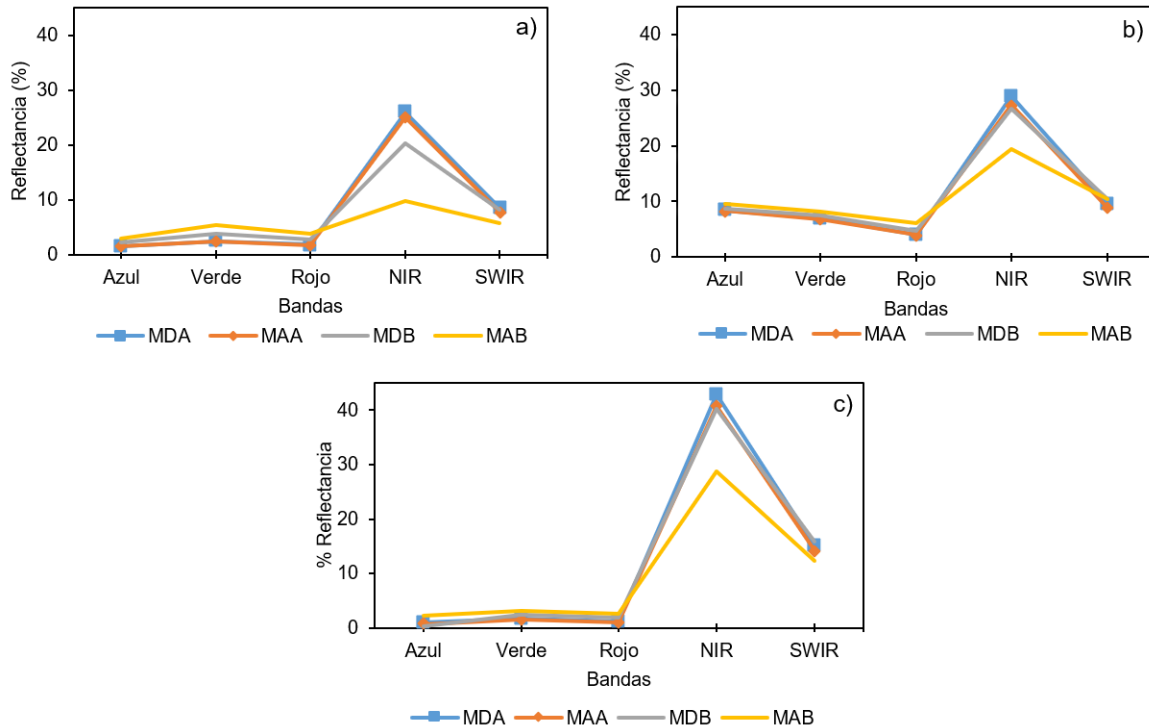 a)
Reflectancia (%)
40
30
20
10
0
Azul Verde Rojo NIR SWIR
Bandas
MDA MAA MDB MAB
b)
Reflectancia (%)
40
30
20
10
0
Azul Verde Rojo NIR SWIR
Bandas
MDA MAA MDB MAB
c)
% Reflectancia
40
30
20
10
0
Azul Verde Rojo NIR SWIR
Bandas
MDA MAA MDB MAB